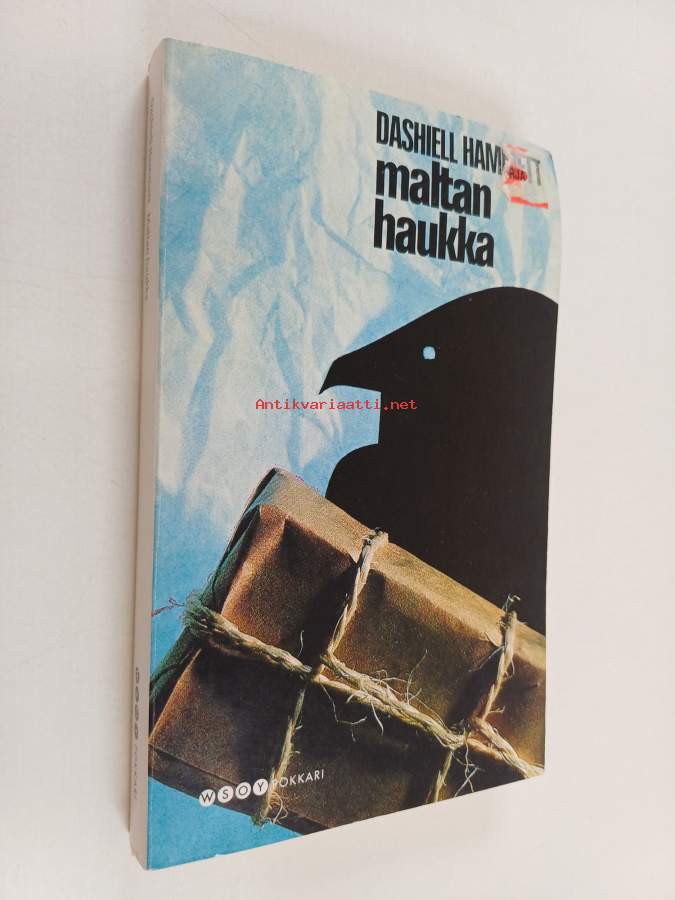 DASHIELL HAMMETT
maltan
haukka
Antikvariaatti.net
WSOY POKKARI